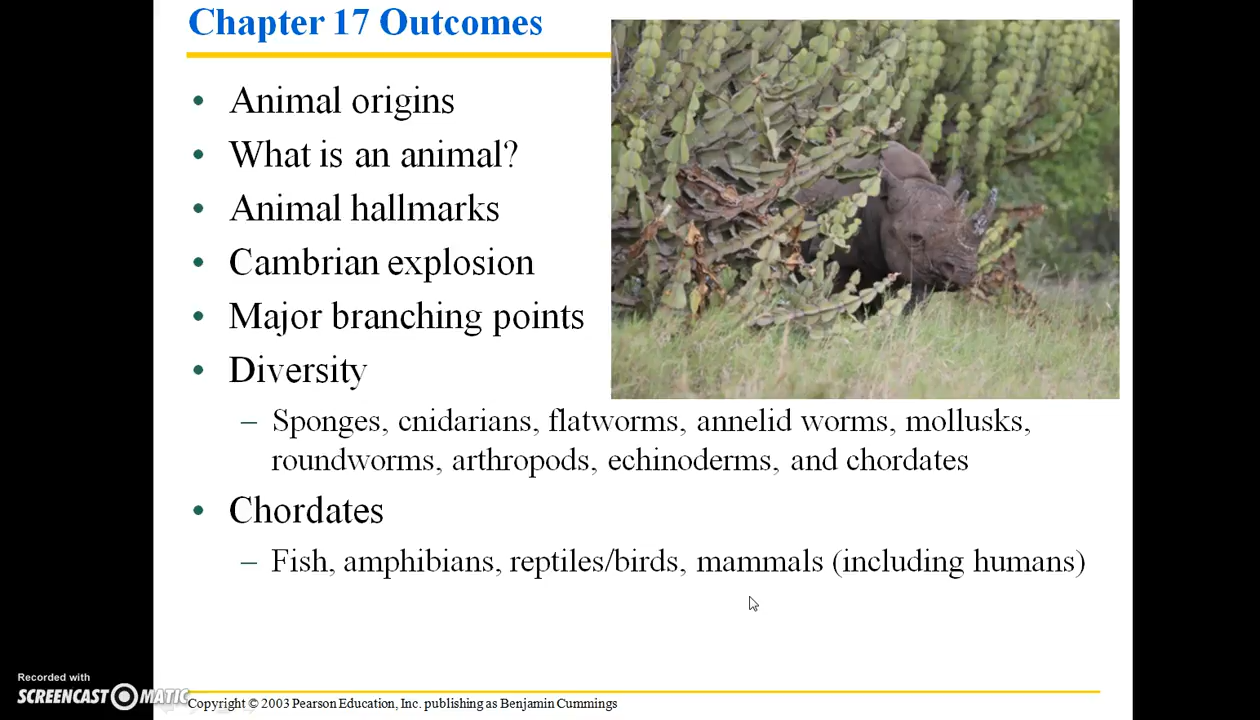 Chapter 17 Outcomes
• Animal origins
• What is an animal?
• Animal hallmarks
• Cambrian explosion
• Major branching points
• Diversity
– Sponges, cnidarians, flatworms, annelid worms, mollusks,
roundworms, arthropods, echinoderms, and chordates
• Chordates
– Fish, amphibians, reptiles/birds, mammals (including humans)
Recorded with
SCREENCAST MATIC
Copyright © 2003 Pearson Education, Inc. publishing as Benjamin Cummings